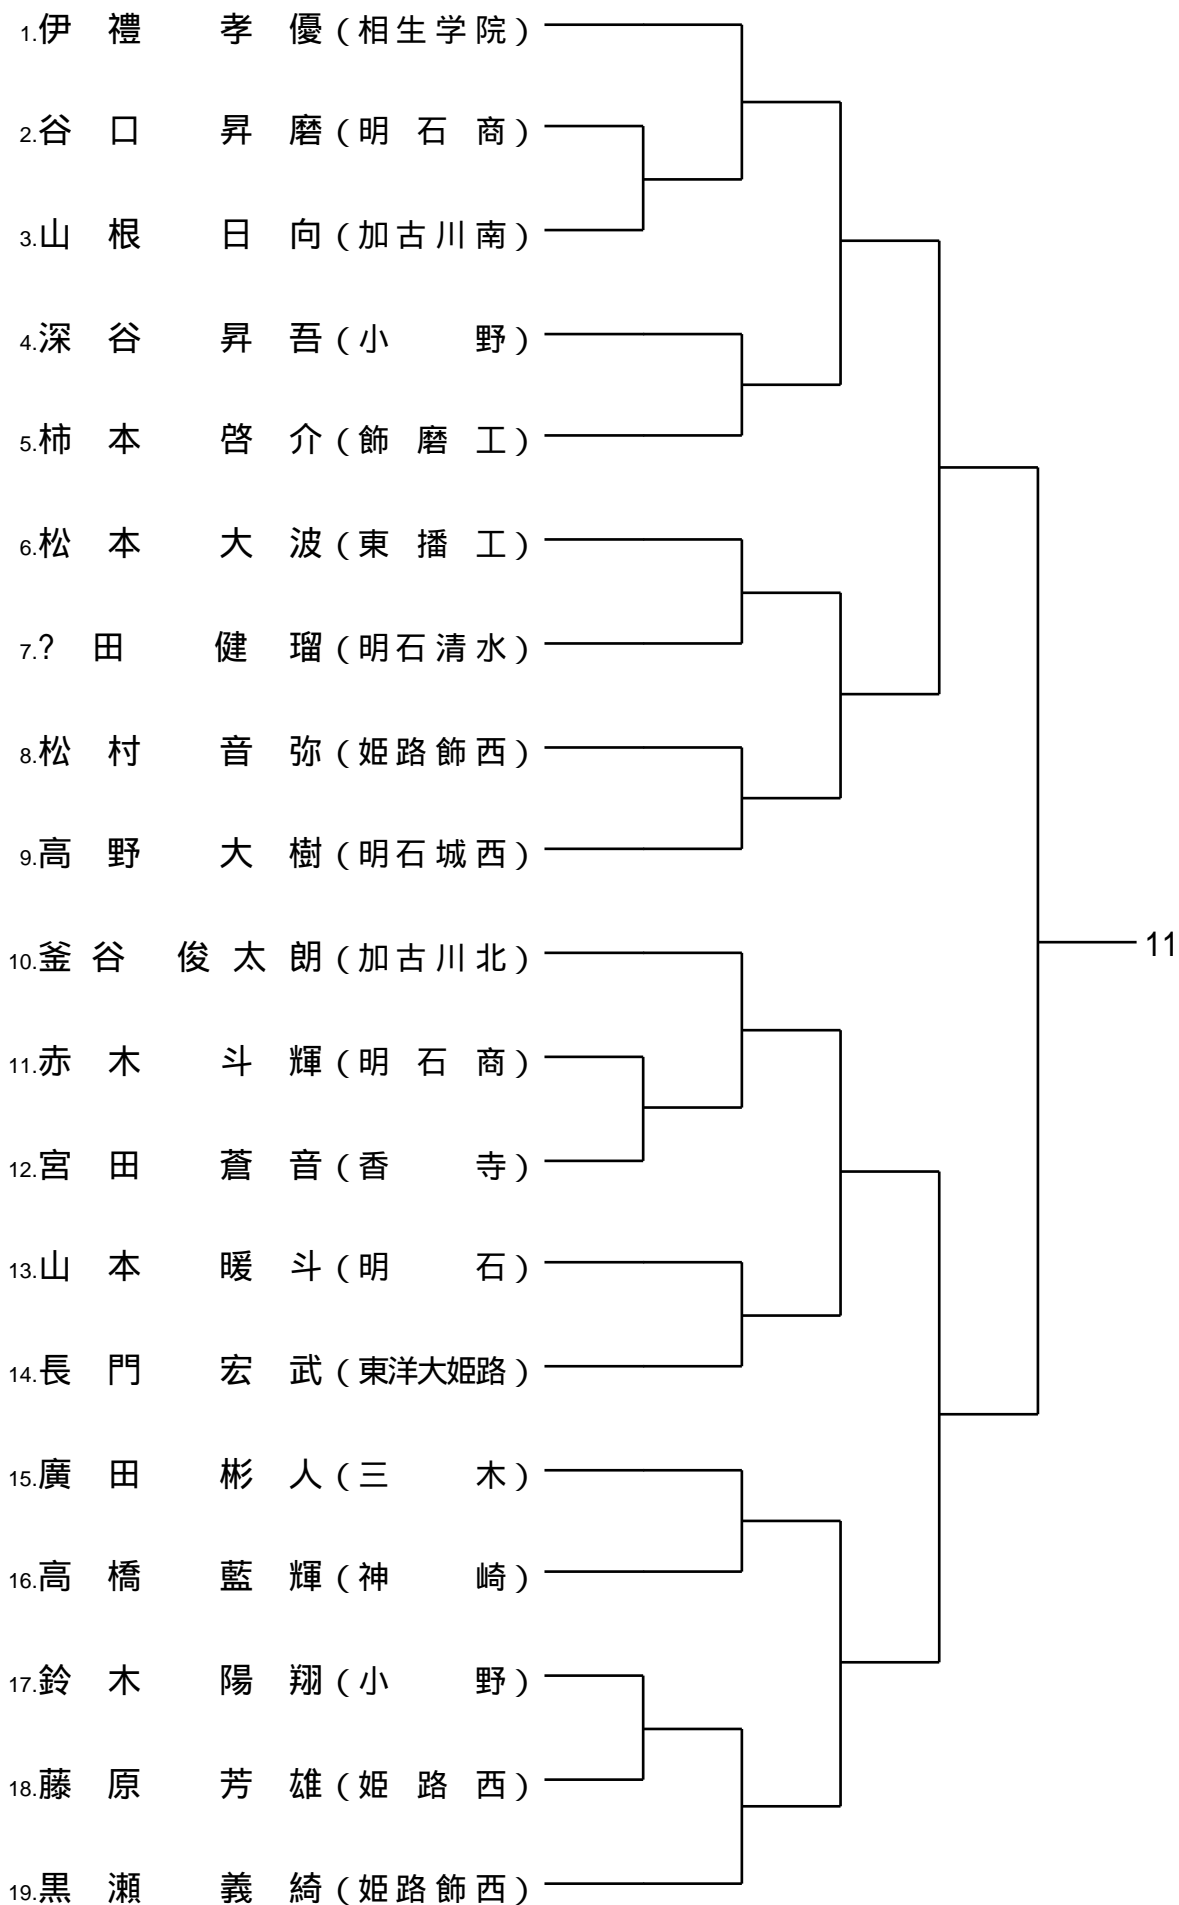 1.伊 禮 孝 優 (相生学院)
2.谷 口 昇 磨 (明 石 商)
3.山 根 日 向 (加古川南)
4.深 谷 昇 吾 (小 野)
5.柿 本 啓 介 (飾 磨 工)
6.松 本 大 波 (東 播 工)
7.? 田 健 瑠 (明石清水)
8.松 村 音 弥 (姫路飾西)
9.高 野 大 樹 (明石城西)
10.釜 谷 俊 太 朗 (加古川北)
11
11.赤 木 斗 輝 (明 石 商)
12.宮 田 蒼 音 (香 寺)
13.山 本 暖 斗 (明 石)
14.長 門 宏 武 (東洋大姫路)
15.廣 田 彬 人 (三 木)
16.高 橋 藍 輝 (神 崎)
17.鈴 木 陽 翔 (小 野)
18.藤 原 芳 雄 (姫 路 西)
19.黒 瀬 義 綺 (姫路飾西)